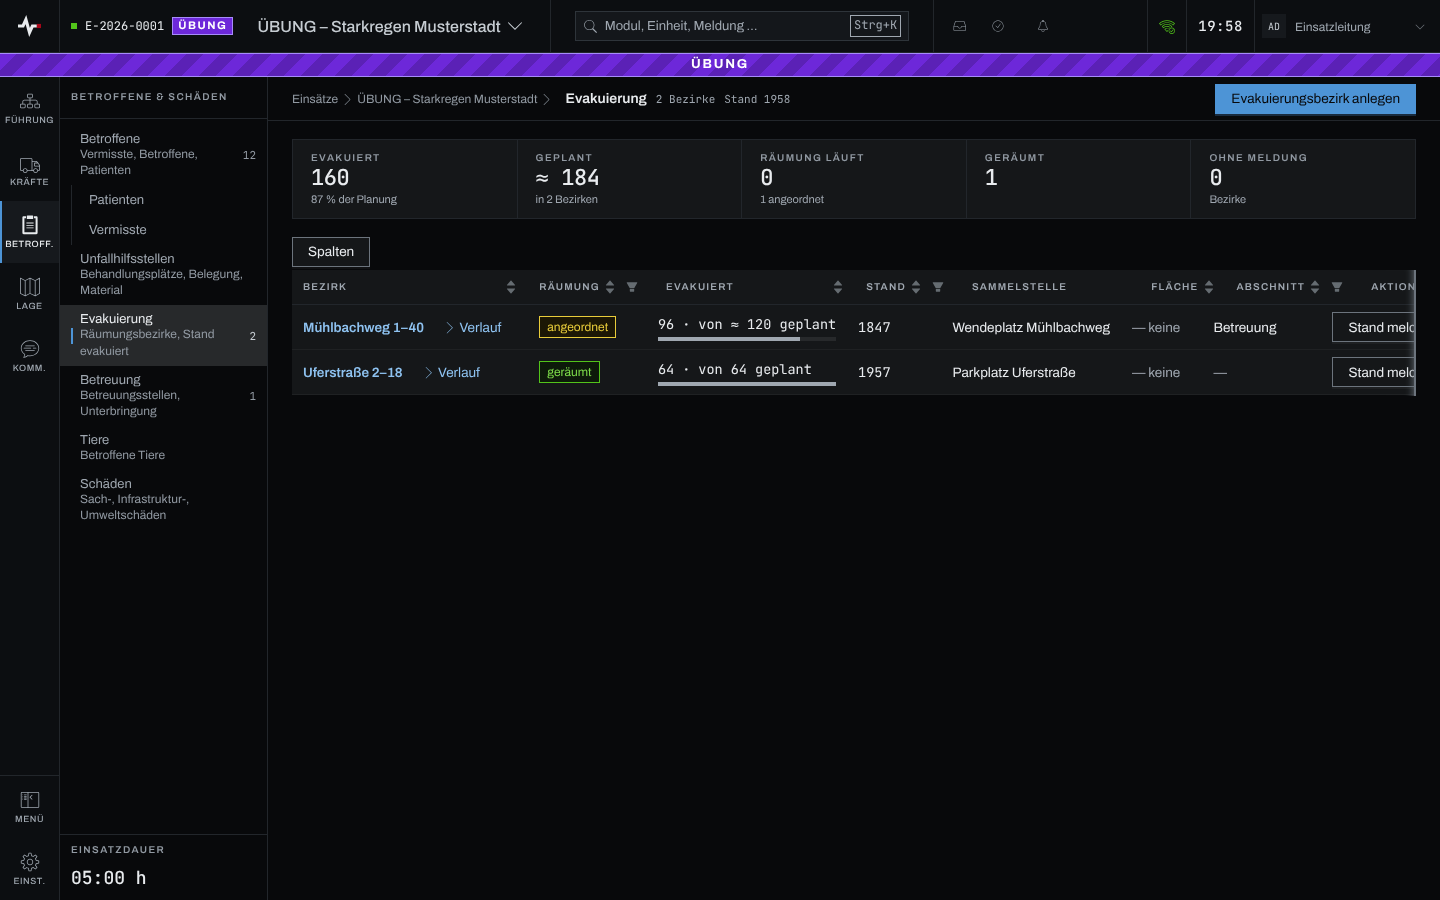 E-2026-0001 ÜBUNG ÜBUNG – Starkregen Musterstadt Modul, Einheit, Meldung ... Strg+K 19:58 AD Einsatzleitung
ÜBUNG
FÜHRUNG
KRÄFTE
BETROFF.
LAGE
KOMM.
MENÜ
EINST.
BETROFFENE & SCHÄDEN
Betroffene
Vermisste, Betroffene, 12
Patienten
Patienten
Vermisste
Unfallhilfsstellen
Behandlungsplätze, Belegung,
Material
Evakuierung
Räumungsbezirke, Stand 2
evakuiert
Betreuung
Betreuungsstellen, 1
Unterbringung
Tiere
Betroffene Tiere
Schäden
Sach-, Infrastruktur-,
Umweltschäden
EINSATZDAUER
05:00 h
Einsätze ÜBUNG – Starkregen Musterstadt Evakuierung 2 Bezirke Stand 1958 Evakuierungsbezirk anlegen
EVAKUIERT
160
87 % der Planung
GEPLANT
≈ 184
in 2 Bezirken
RÄUMUNG LÄUFT
0
1 angeordnet
GERÄUMT
1
OHNE MELDUNG
0
Bezirke
Spalten
BEZIRK RÄUMUNG EVAKUIERT STAND SAMMELSTELLE FLÄCHE ABSCHNITT AKTION
Mühlbachweg 1–40 Verlauf angeordnet 96 · von ≈ 120 geplant 1847 Wendeplatz Mühlbachweg — keine Betreuung Stand meld
Uferstraße 2–18 Verlauf geräumt 64 · von 64 geplant 1957 Parkplatz Uferstraße — keine — Stand meld